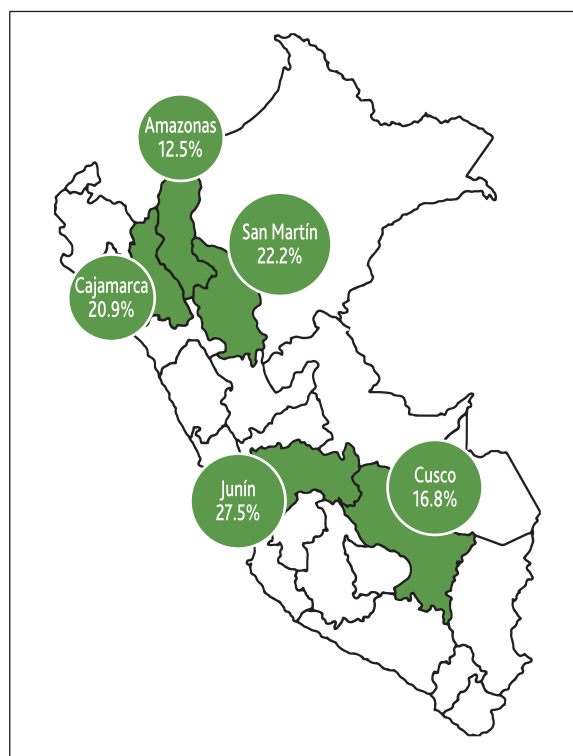 Amazonas
12.5%
San Martín
22.2%
Cajamarca
20.9%
Junín
27.5%
Cusco
16.8%